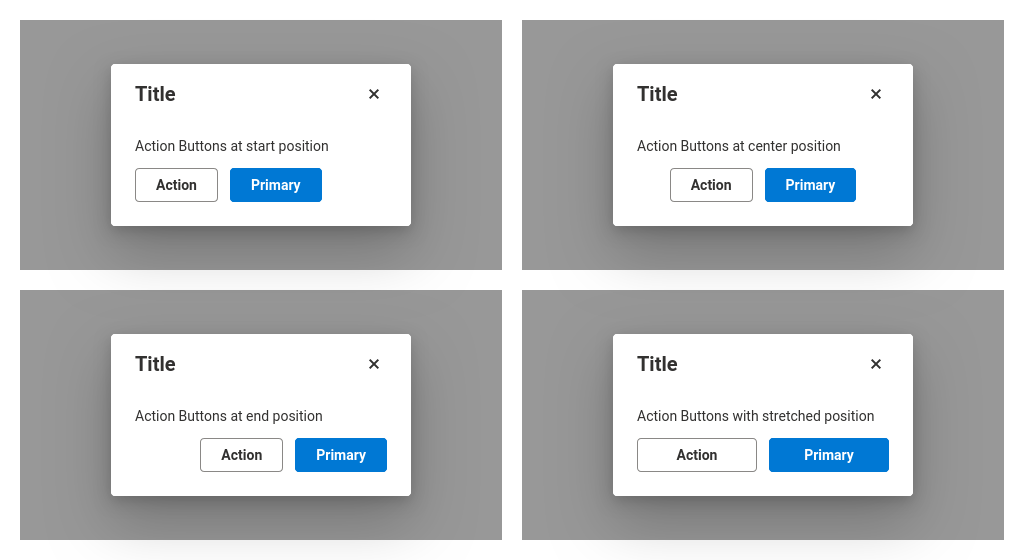 Title ×
Action Buttons at start position
Action Primary
Title ×
Action Buttons at center position
Action Primary
Title ×
Action Buttons at end position
Action Primary
Title ×
Action Buttons with stretched position
Action Primary